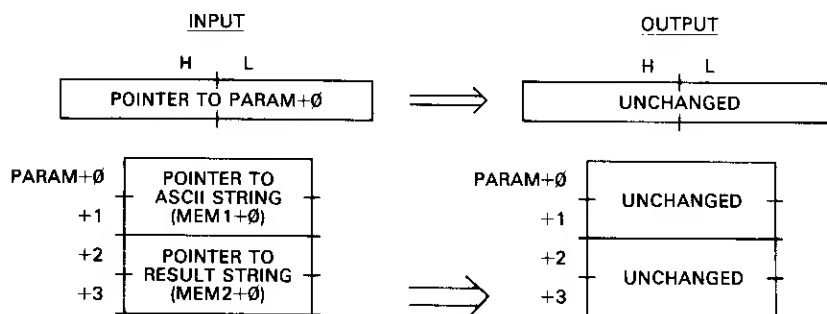 INPUT
OUTPUT
H L
H L
POINTER TO PARAM+Ø
UNCHANGED
PARAM+Ø
+1
+2
+3
POINTER TO
ASCII STRING
(MEM1+Ø)
POINTER TO
RESULT STRING
(MEM2+Ø)
PARAM+Ø
+1
+2
+3
UNCHANGED
UNCHANGED